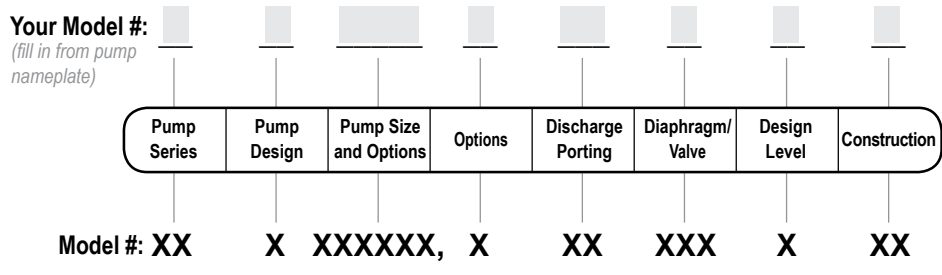 Your Model #:
(fill in from pump
nameplate)
Pump Series
Pump Design
Pump Size and Options
Options
Discharge Porting
Diaphragm/ Valve
Design Level
Construction
Model #: XX X XXXXXX, X XX XXX X XX